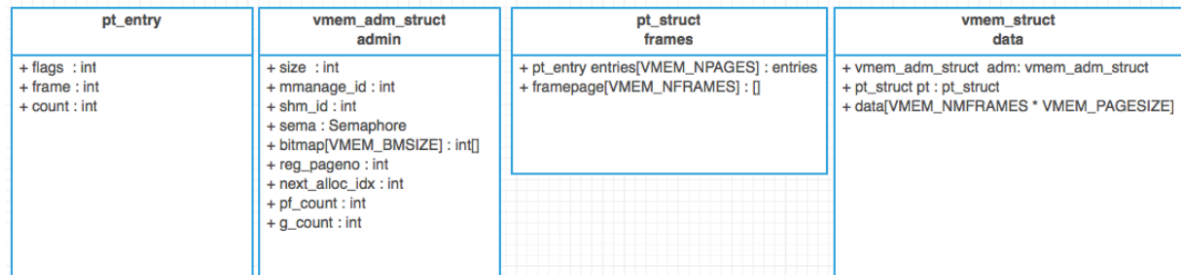 pt_entry
+ flags : int
+ frame : int
+ count : int
vmem_adm_struct
admin
+ size : int
+ mmanage_id : int
+ shm_id : int
+ sema : Semaphore
+ bitmap[VMEM_BMSIZE] : int[]
+ reg_pageno : int
+ next_alloc_idx : int
+ pf_count : int
+ g_count : int
pt_struct
frames
+ pt_entry entries[VMEM_NPAGES] : entries
+ framepage[VMEM_NFRAMES] : []
vmem_struct
data
+ vmem_adm_struct adm: vmem_adm_struct
+ pt_struct pt : pt_struct
+ data[VMEM_NMFRAMES * VMEM_PAGESIZE]